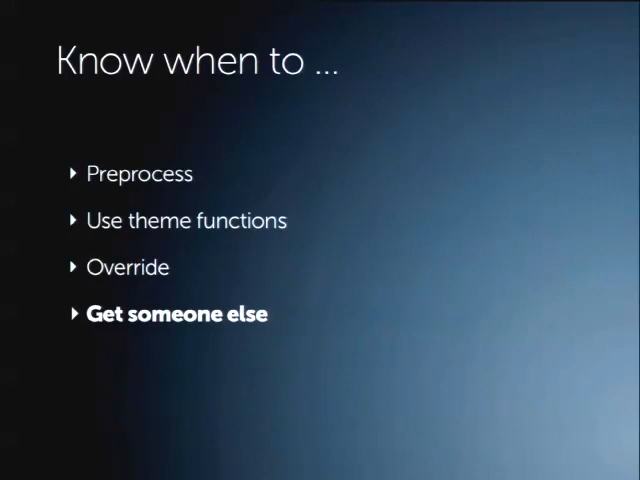 Know when to ...
Preprocess
Use theme functions
Override
Get someone else